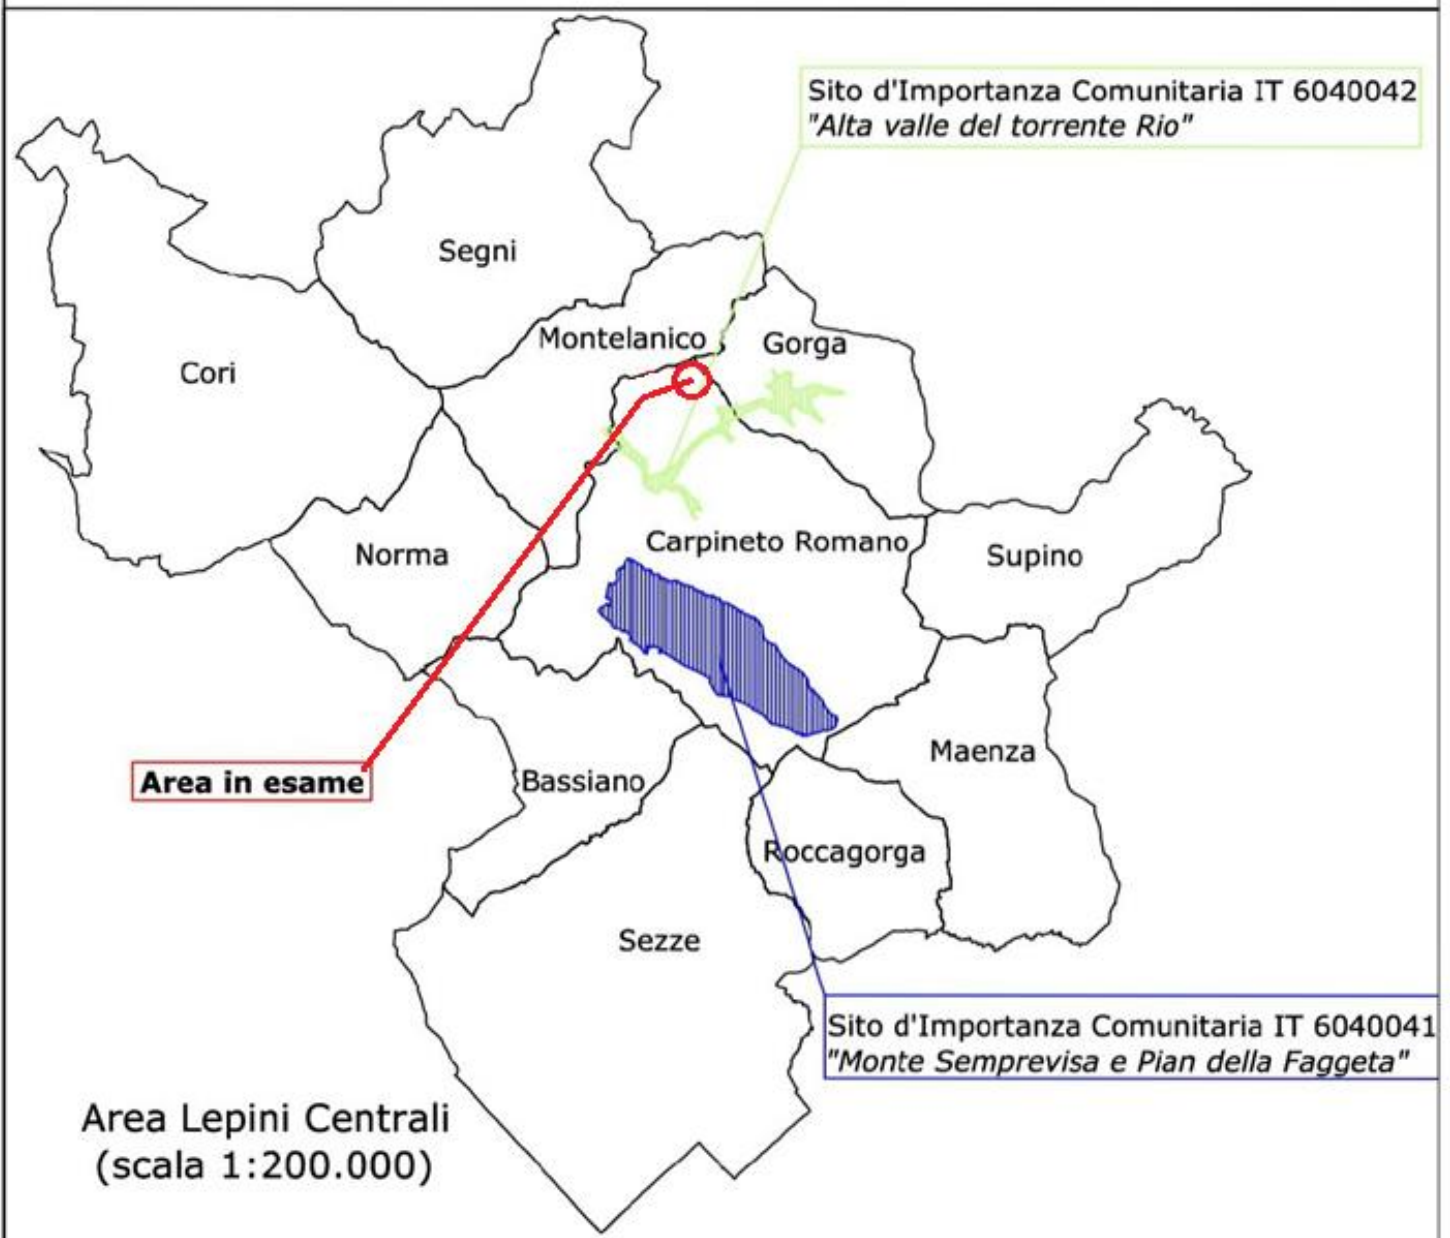 Sito d'Importanza Comunitaria IT 6040042
"Alta valle del torrente Rio"
Segni
Montelanico
Gorga
Cori
Carpineto Romano
Norma
Supino
Maenza
Area in esame
Bassiano
Roccagorga
Sezze
Sito d'Importanza Comunitaria IT 6040041
"Monte Semprevisa e Pian della Faggeta"
Area Lepini Centrali
(scala 1:200.000)